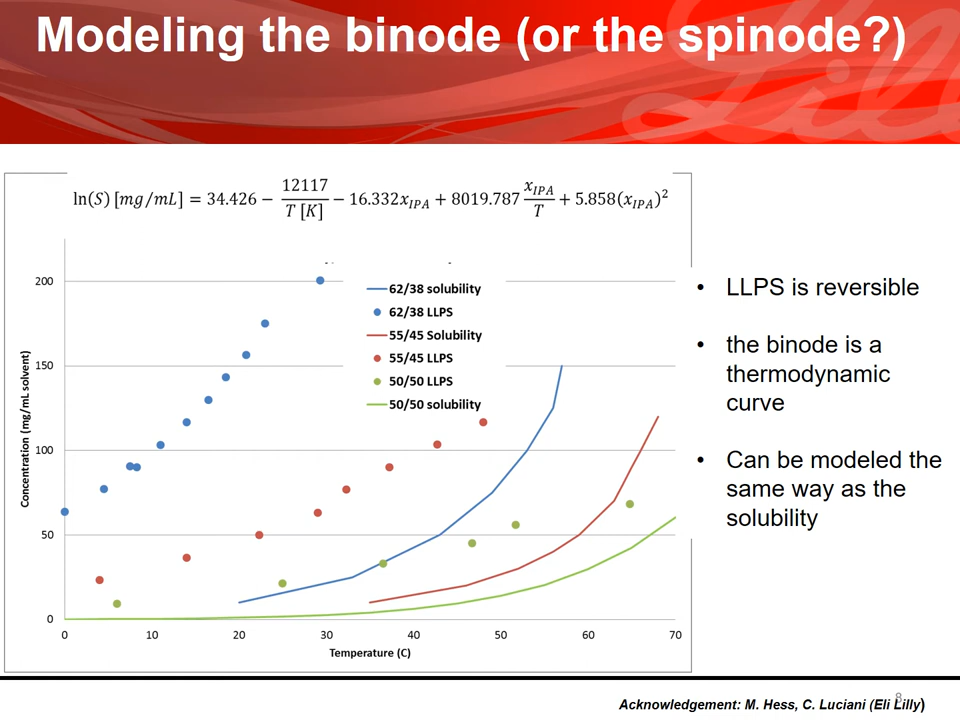 Modeling the binode (or the spinode?)
ln(S) [mg/mL] = 34.426 − 12117/T [K] − 16.332x_IPA + 8019.787 x_IPA/T + 5.858(x_IPA)²
200
150
100
50
0
Concentration (mg/mL solvent)
62/38 solubility
62/38 LLPS
55/45 Solubility
55/45 LLPS
50/50 LLPS
50/50 solubility
0 10 20 30 40 50 60 70
Temperature (C)
• LLPS is reversible
• the binode is a
thermodynamic
curve
• Can be modeled the
same way as the
solubility
8
Acknowledgement: M. Hess, C. Luciani (Eli Lilly)
Lilly